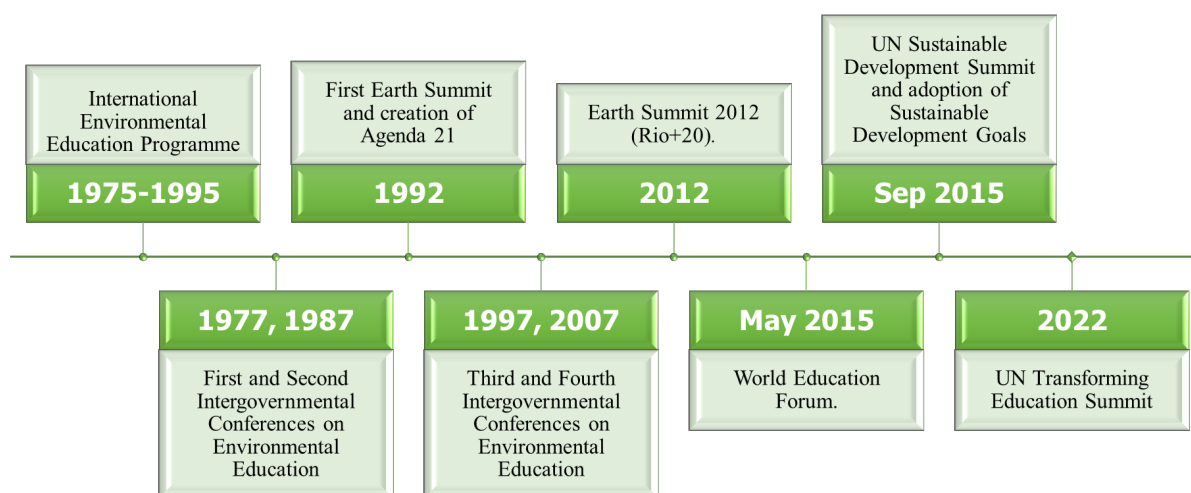 International
Environmental
Education Programme
1975-1995
1977, 1987
First and Second
Intergovernmental
Conferences on
Environmental
Education
First Earth Summit
and creation of
Agenda 21
1992
1997, 2007
Third and Fourth
Intergovernmental
Conferences on
Environmental
Education
Earth Summit 2012
(Rio+20).
2012
May 2015
World Education
Forum.
UN Sustainable
Development Summit
and adoption of
Sustainable
Development Goals
Sep 2015
2022
UN Transforming
Education Summit